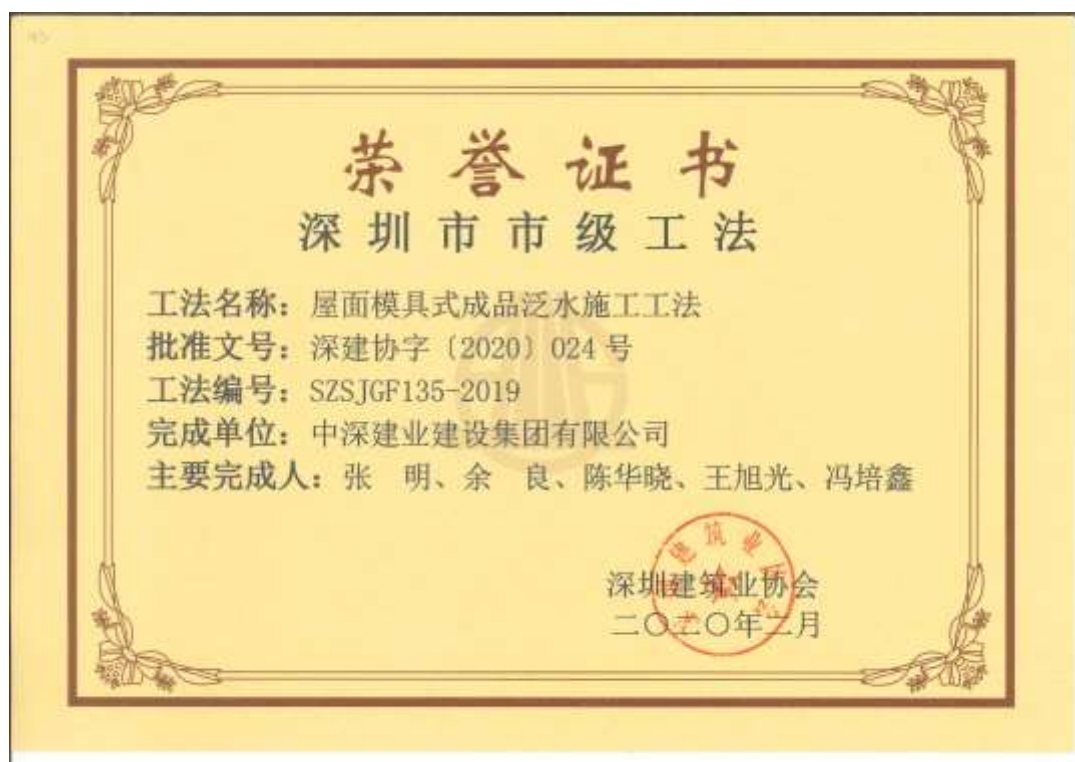 荣誉证书
深圳市市级工法
工法名称：屋面模具式成品泛水施工工法
批准文号：深建协字〔2020〕024号
工法编号：SZSJGF135-2019
完成单位：中深建业建设集团有限公司
主要完成人：张　明、余　良、陈华晓、王旭光、冯培鑫
深圳建筑业协会
二〇二〇年二月